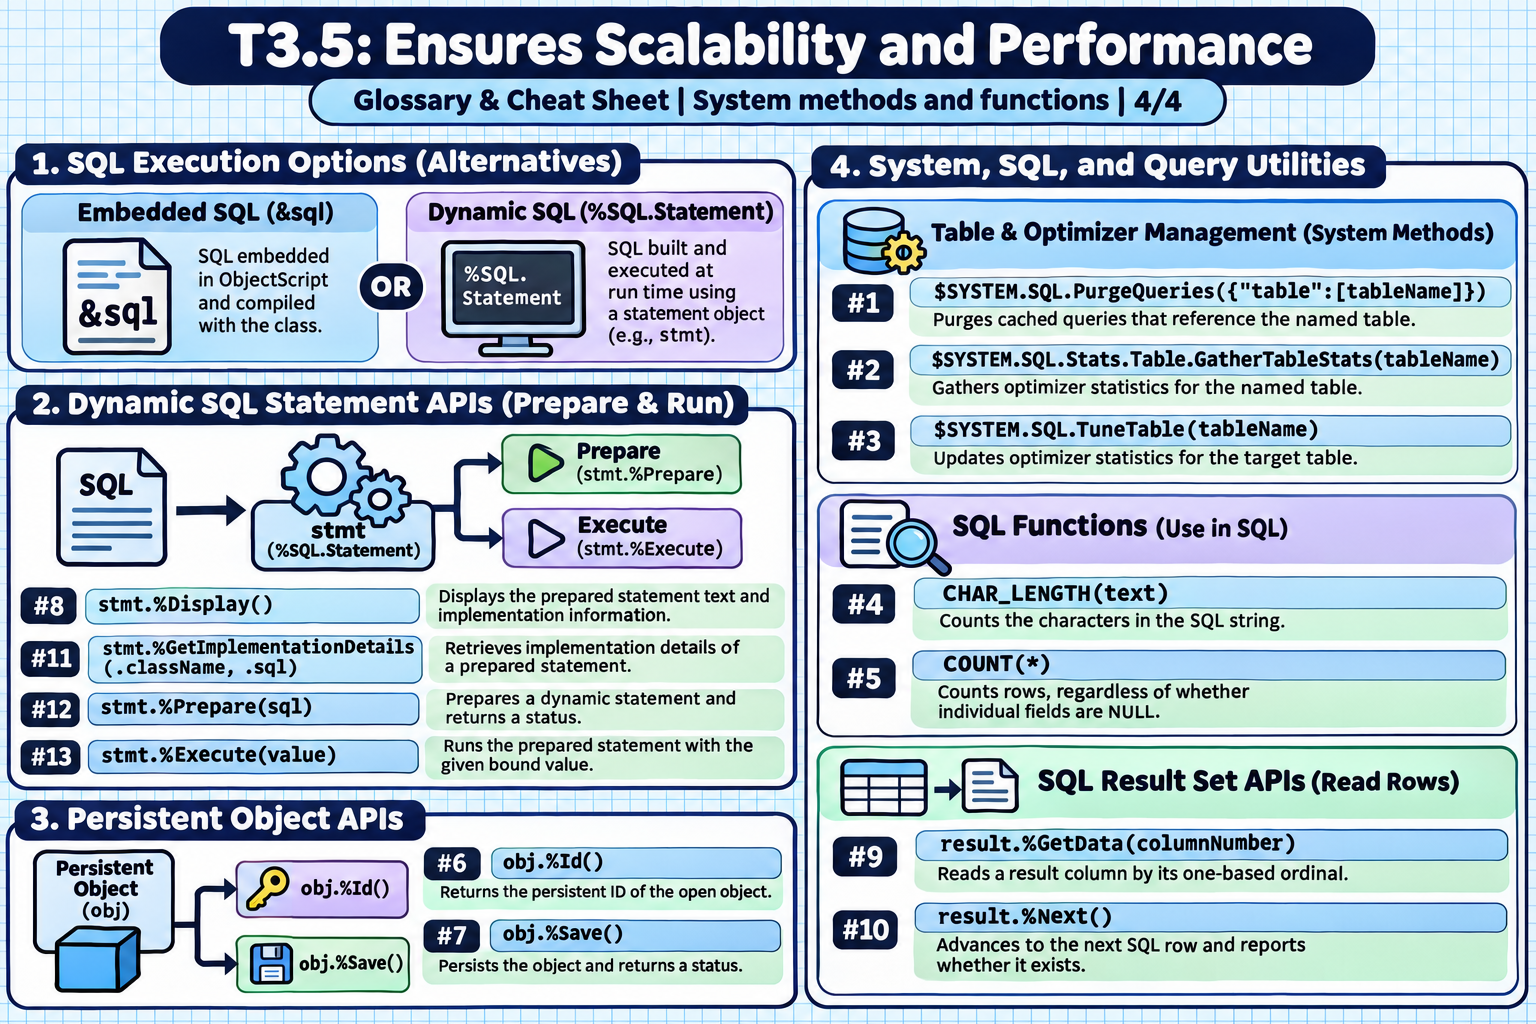 T3.5: Ensures Scalability and Performance
Glossary & Cheat Sheet | System methods and functions | 4/4
1. SQL Execution Options (Alternatives)
Embedded SQL (&sql)
&sql
SQL embedded
in ObjectScript
and compiled
with the class.
OR
Dynamic SQL (%SQL.Statement)
%SQL.
Statement
SQL built and
executed at
run time using
a statement object
(e.g., stmt).
2. Dynamic SQL Statement APIs (Prepare & Run)
SQL
stmt
(%SQL.Statement)
Prepare
(stmt.%Prepare)
Execute
(stmt.%Execute)
#8
stmt.%Display()
Displays the prepared statement text and
implementation information.
#11
stmt.%GetImplementationDetails
(.className, .sql)
Retrieves implementation details of
a prepared statement.
#12
stmt.%Prepare(sql)
Prepares a dynamic statement and
returns a status.
#13
stmt.%Execute(value)
Runs the prepared statement with the
given bound value.
3. Persistent Object APIs
Persistent
Object
(obj)
obj.%Id()
obj.%Save()
#6
obj.%Id()
Returns the persistent ID of the open object.
#7
obj.%Save()
Persists the object and returns a status.
4. System, SQL, and Query Utilities
Table & Optimizer Management (System Methods)
#1
$SYSTEM.SQL.PurgeQueries({"table":[tableName]})
Purges cached queries that reference the named table.
#2
$SYSTEM.SQL.Stats.Table.GatherTableStats(tableName)
Gathers optimizer statistics for the named table.
#3
$SYSTEM.SQL.TuneTable(tableName)
Updates optimizer statistics for the target table.
SQL Functions (Use in SQL)
#4
CHAR_LENGTH(text)
Counts the characters in the SQL string.
#5
COUNT(*)
Counts rows, regardless of whether
individual fields are NULL.
SQL Result Set APIs (Read Rows)
#9
result.%GetData(columnNumber)
Reads a result column by its one-based ordinal.
#10
result.%Next()
Advances to the next SQL row and reports
whether it exists.